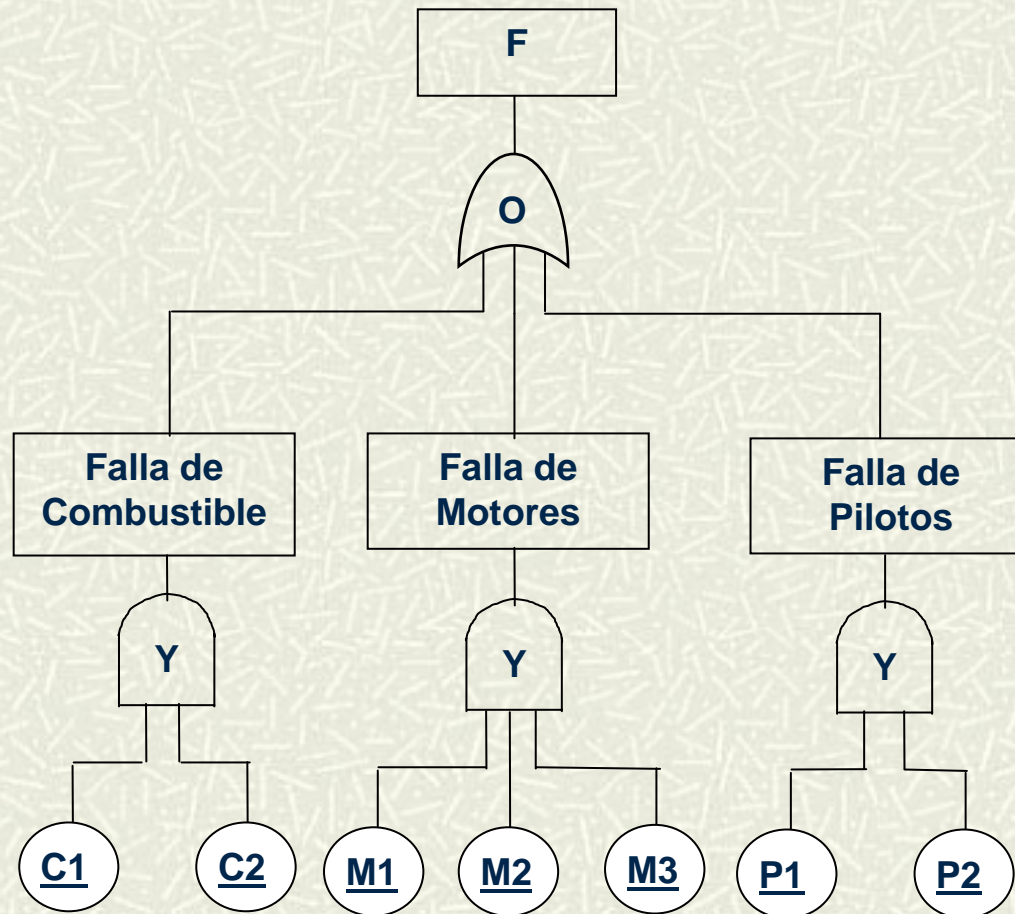 F
O
Falla de
Combustible
Falla de
Motores
Falla de
Pilotos
Y
Y
Y
C1
C2
M1
M2
M3
P1
P2